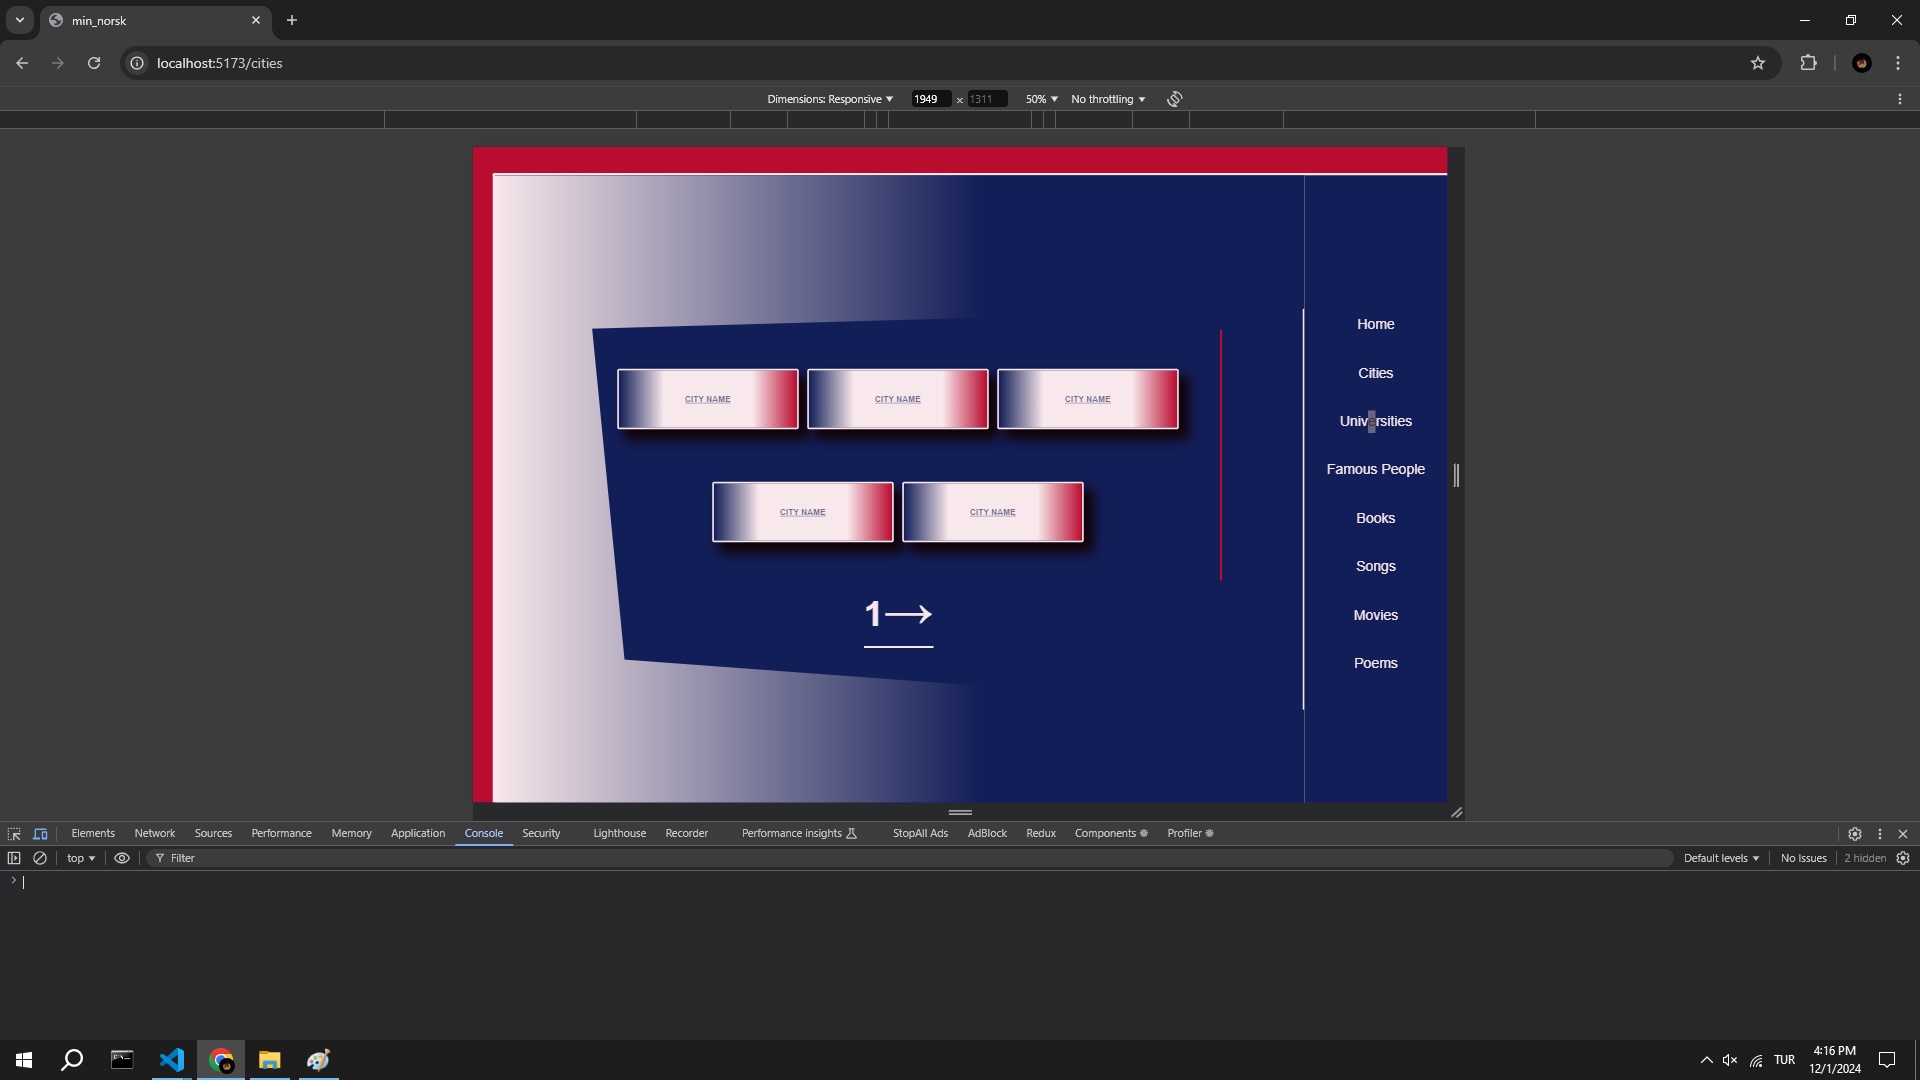 min_norsk
localhost:5173/cities
Dimensions: Responsive 1949 x 1311 50% No throttling
Home
Cities
CITY NAME CITY NAME CITY NAME
Universities
Famous People
CITY NAME CITY NAME
Books
Songs
1→
Movies
Poems
Elements Network Sources Performance Memory Application Console Security Lighthouse Recorder Performance insights StopAll Ads AdBlock Redux Components Profiler
top Filter Default levels No Issues 2 hidden
>
TUR 4:16 PM
12/1/2024